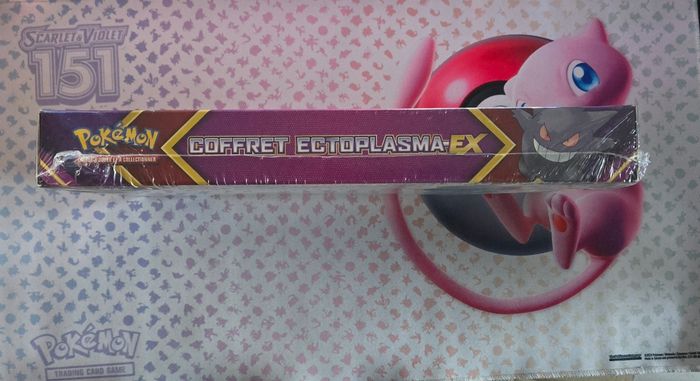 SCARLET & VIOLET
151
POKÉMON
COFFRET ECTOPLASMA-EX
POKÉMON
TRADING CARD GAME